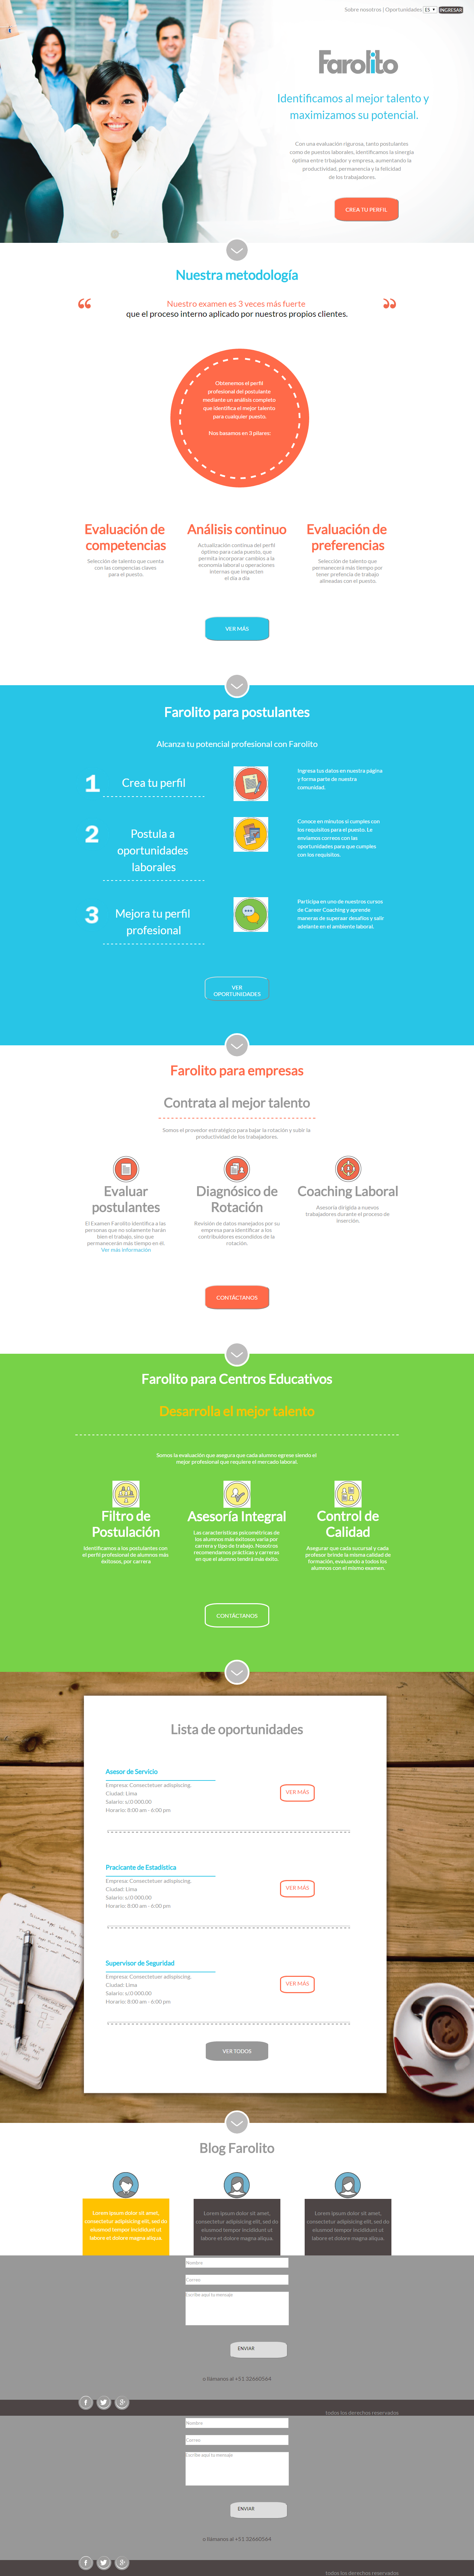 Sobre nosotros | Oportunidades ES INGRESAR
Farolito
Identificamos al mejor talento y
maximizamos su potencial.
Con una evaluación rigurosa, tanto postulantes
como de puestos laborales, identificamos la sinergia
óptima entre trbajador y empresa, aumentando la
productividad, permanencia y la felicidad
de los trabajadores.
CREA TU PERFIL
Nuestra metodología
“ Nuestro examen es 3 veces más fuerte ”
que el proceso interno aplicado por nuestros propios clientes.
Obtenemos el perfil
profesional del postulante
mediante un análisis completo
que identifica el mejor talento
para cualquier puesto.
Nos basamos en 3 pilares:
Evaluación de
competencias
Selección de talento que cuenta
con las compencias claves
para el puesto.
Análisis continuo
Actualización continua del perfil
óptimo para cada puesto, que
permita incorporar cambios a la
economía laboral u operaciones
internas que impacten
el día a día
Evaluación de
preferencias
Selección de talento que
permanecerá más tiempo por
tener prefencia de trabajo
alineadas con el puesto.
VER MÁS
Farolito para postulantes
Alcanza tu potencial profesional con Farolito
1 Crea tu perfil
Ingresa tus datos en nuestra página
y forma parte de nuestra
comunidad.
2 Postula a
oportunidades
laborales
Conoce en minutos si cumples con
los requisitos para el puesto. Le
enviamos correos con las
oportunidades para que cumples
con los requisitos.
3 Mejora tu perfil
profesional
Participa en uno de nuestros cursos
de Career Coaching y aprende
maneras de superaar desafíos y salir
adelante en el ambiente laboral.
VER
OPORTUNIDADES
Farolito para empresas
Contrata al mejor talento
Somos el proveedor estratégico para bajar la rotación y subir la
productividad de los trabajadores.
Evaluar
postulantes
El Examen Farolito identifica a las
personas que no solamente harán
bien el trabajo, sino que
permanecerán más tiempo en él.
Ver más información
Diagnósico de
Rotación
Revisión de datos manejados por su
empresa para identificar a los
contribuidores escondidos de la
rotación.
Coaching Laboral
Asesoría dirigida a nuevos
trabajadores durante el proceso de
inserción.
CONTÁCTANOS
Farolito para Centros Educativos
Desarrolla el mejor talento
Somos la evaluación que asegura que cada alumno egrese siendo el
mejor profesional que requiere el mercado laboral.
Filtro de
Postulación
Identificamos a los postulantes con
el perfil profesional de alumnos más
exitosos, por carrera
Asesoría Integral
Las características psicométricas de
los alumnos más exitosos varía por
carrera y tipo de trabajo. Nosotros
recomendamos prácticas y carreras
en que el alumno tendrá más éxito.
Control de
Calidad
Asegurar que cada sucursal y cada
profesor brinde la misma calidad de
formación, evaluando a todos los
alumnos con el mismo examen.
CONTÁCTANOS
Lista de oportunidades
Asesor de Servicio
Empresa: Consectetuer adispiscing.
Ciudad: Lima
Salario: s/.0 000.00
Horario: 8:00 am - 6:00 pm
VER MÁS
Pracicante de Estadística
Empresa: Consectetuer adispiscing.
Ciudad: Lima
Salario: s/.0 000.00
Horario: 8:00 am - 6:00 pm
VER MÁS
Supervisor de Seguridad
Empresa: Consectetuer adispiscing.
Ciudad: Lima
Salario: s/.0 000.00
Horario: 8:00 am - 6:00 pm
VER MÁS
VER TODOS
Blog Farolito
Lorem ipsum dolor sit amet,
consectetur adipisicing elit, sed do
eiusmod tempor incididunt ut
labore et dolore magna aliqua.
Lorem ipsum dolor sit amet,
consectetur adipisicing elit, sed do
eiusmod tempor incididunt ut
labore et dolore magna aliqua.
Lorem ipsum dolor sit amet,
consectetur adipisicing elit, sed do
eiusmod tempor incididunt ut
labore et dolore magna aliqua.
Nombre
Correo
Escribe aquí tu mensaje
ENVIAR
o llámanos al +51 32660564
todos los derechos reservados
Nombre
Correo
Escribe aquí tu mensaje
ENVIAR
o llámanos al +51 32660564
todos los derechos reservados